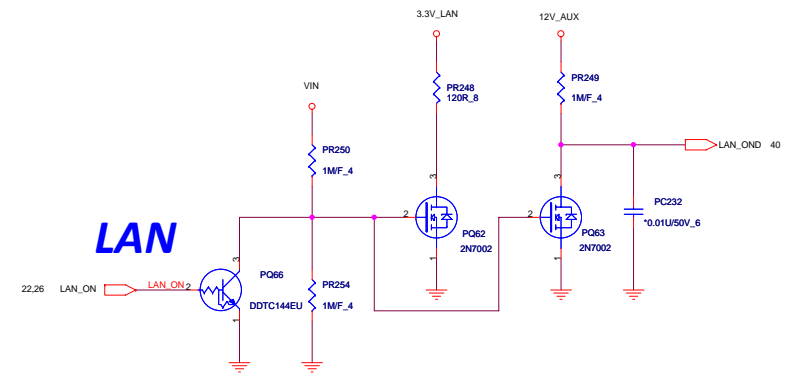 3.3V_LAN
12V_AUX
VIN
PR248
120R_8
PR249
1M/F_4
PR250
1M/F_4
LAN_OND 40
3
3
PC232
*0.01U/50V_6
2
2
PQ62
2N7002
PQ63
2N7002
LAN
1
1
3
PQ66
DDTC144EU
PR254
1M/F_4
22,26 LAN_ON
LAN_ON 2
1